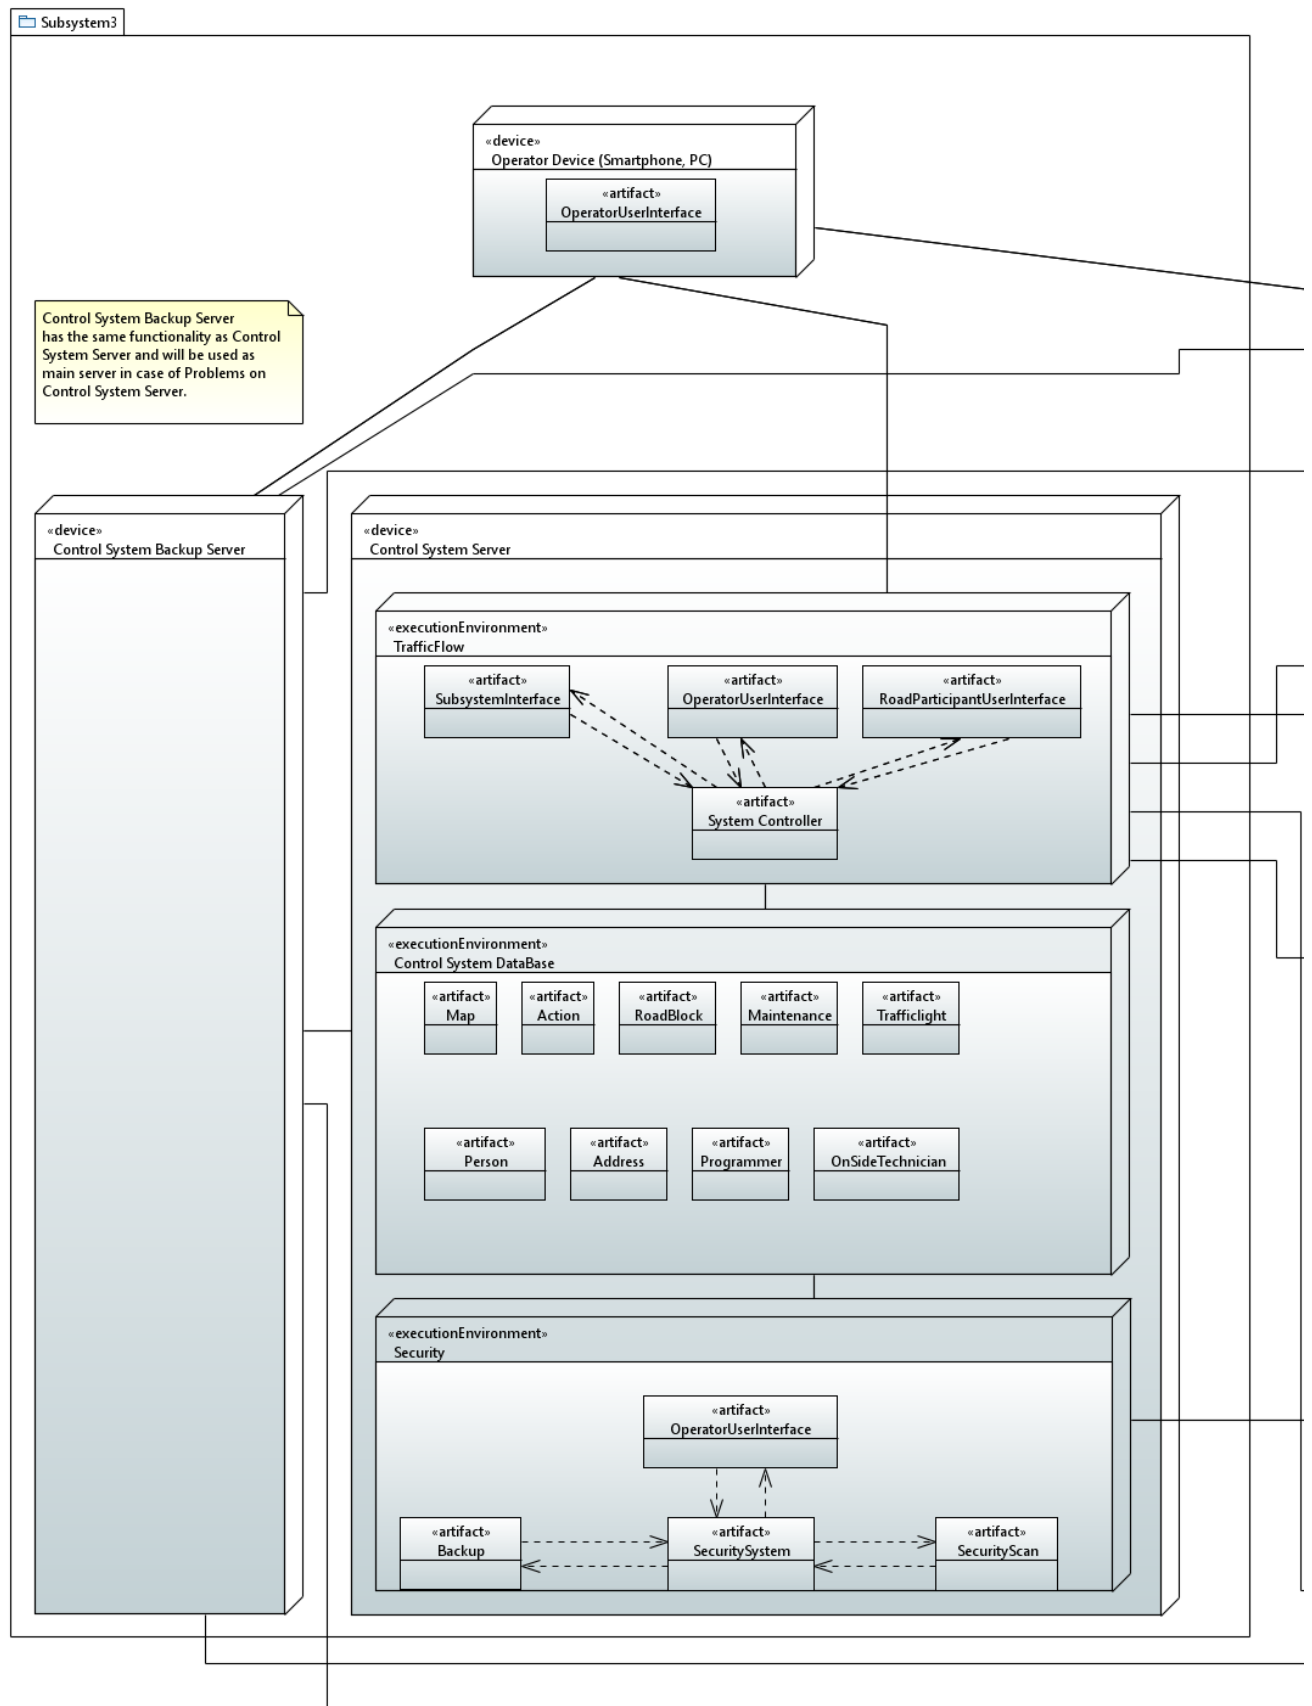 Subsystem3
«device»
Operator Device (Smartphone, PC)
«artifact»
OperatorUserInterface
Control System Backup Server
has the same functionality as Control
System Server and will be used as
main server in case of Problems on
Control System Server.
«device»
Control System Backup Server
«device»
Control System Server
«executionEnvironment»
TrafficFlow
«artifact»
SubsystemInterface
«artifact»
OperatorUserInterface
«artifact»
RoadParticipantUserInterface
«artifact»
System Controller
«executionEnvironment»
Control System DataBase
«artifact»
Map
«artifact»
Action
«artifact»
RoadBlock
«artifact»
Maintenance
«artifact»
Trafficlight
«artifact»
Person
«artifact»
Address
«artifact»
Programmer
«artifact»
OnSideTechnician
«executionEnvironment»
Security
«artifact»
OperatorUserInterface
«artifact»
Backup
«artifact»
SecuritySystem
«artifact»
SecurityScan